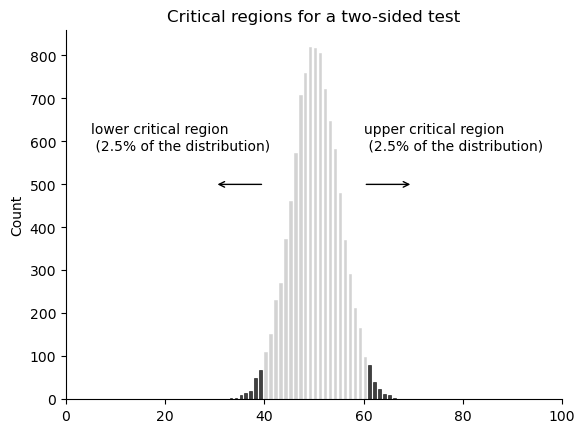 Critical regions for a two-sided test
800
700
lower critical region
(2.5% of the distribution)
upper critical region
(2.5% of the distribution)
600
500
Count
400
300
200
100
0
0 20 40 60 80 100